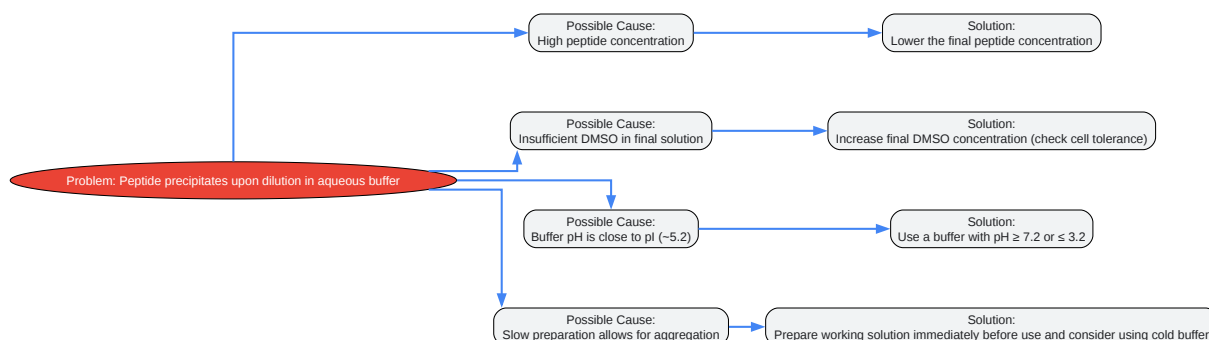 Possible Cause:
High peptide concentration
Solution:
Lower the final peptide concentration
Possible Cause:
Insufficient DMSO in final solution
Solution:
Increase final DMSO concentration (check cell tolerance)
Problem: Peptide precipitates upon dilution in aqueous buffer
Possible Cause:
Buffer pH is close to pI (~5.2)
Solution:
Use a buffer with pH ≥ 7.2 or ≤ 3.2
Possible Cause:
Slow preparation allows for aggregation
Solution:
Prepare working solution immediately before use and consider using cold buffer